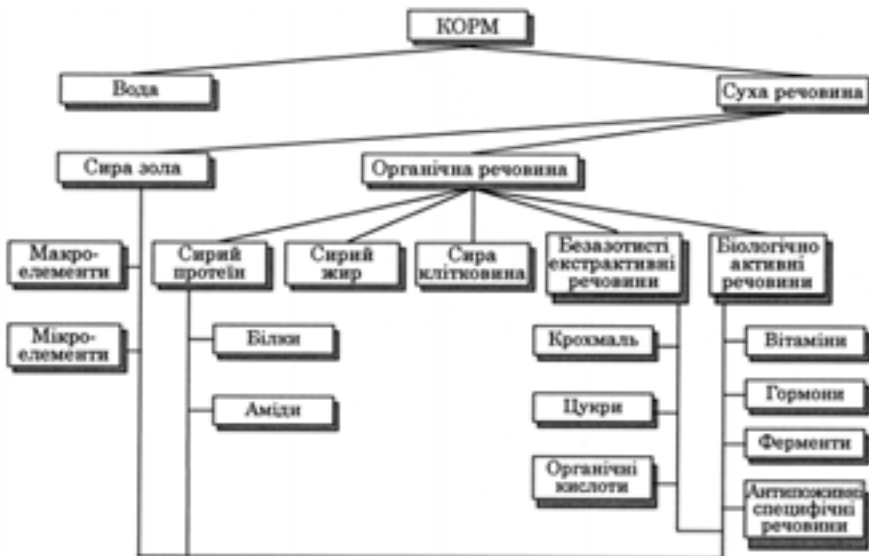 КОРМ
Вода
Суха речовина
Сира зола
Органічна речовина
Макро-
елементи
Сирий
протеїн
Сирий
жир
Сира
клітковина
Безазотисті
екстрактивні
речовини
Біологічно
активні
речовини
Мікро-
елементи
Білки
Крохмаль
Вітаміни
Аміди
Цукри
Гормони
Ферменти
Органічні
кислоти
Антипоживні
специфічні
речовини